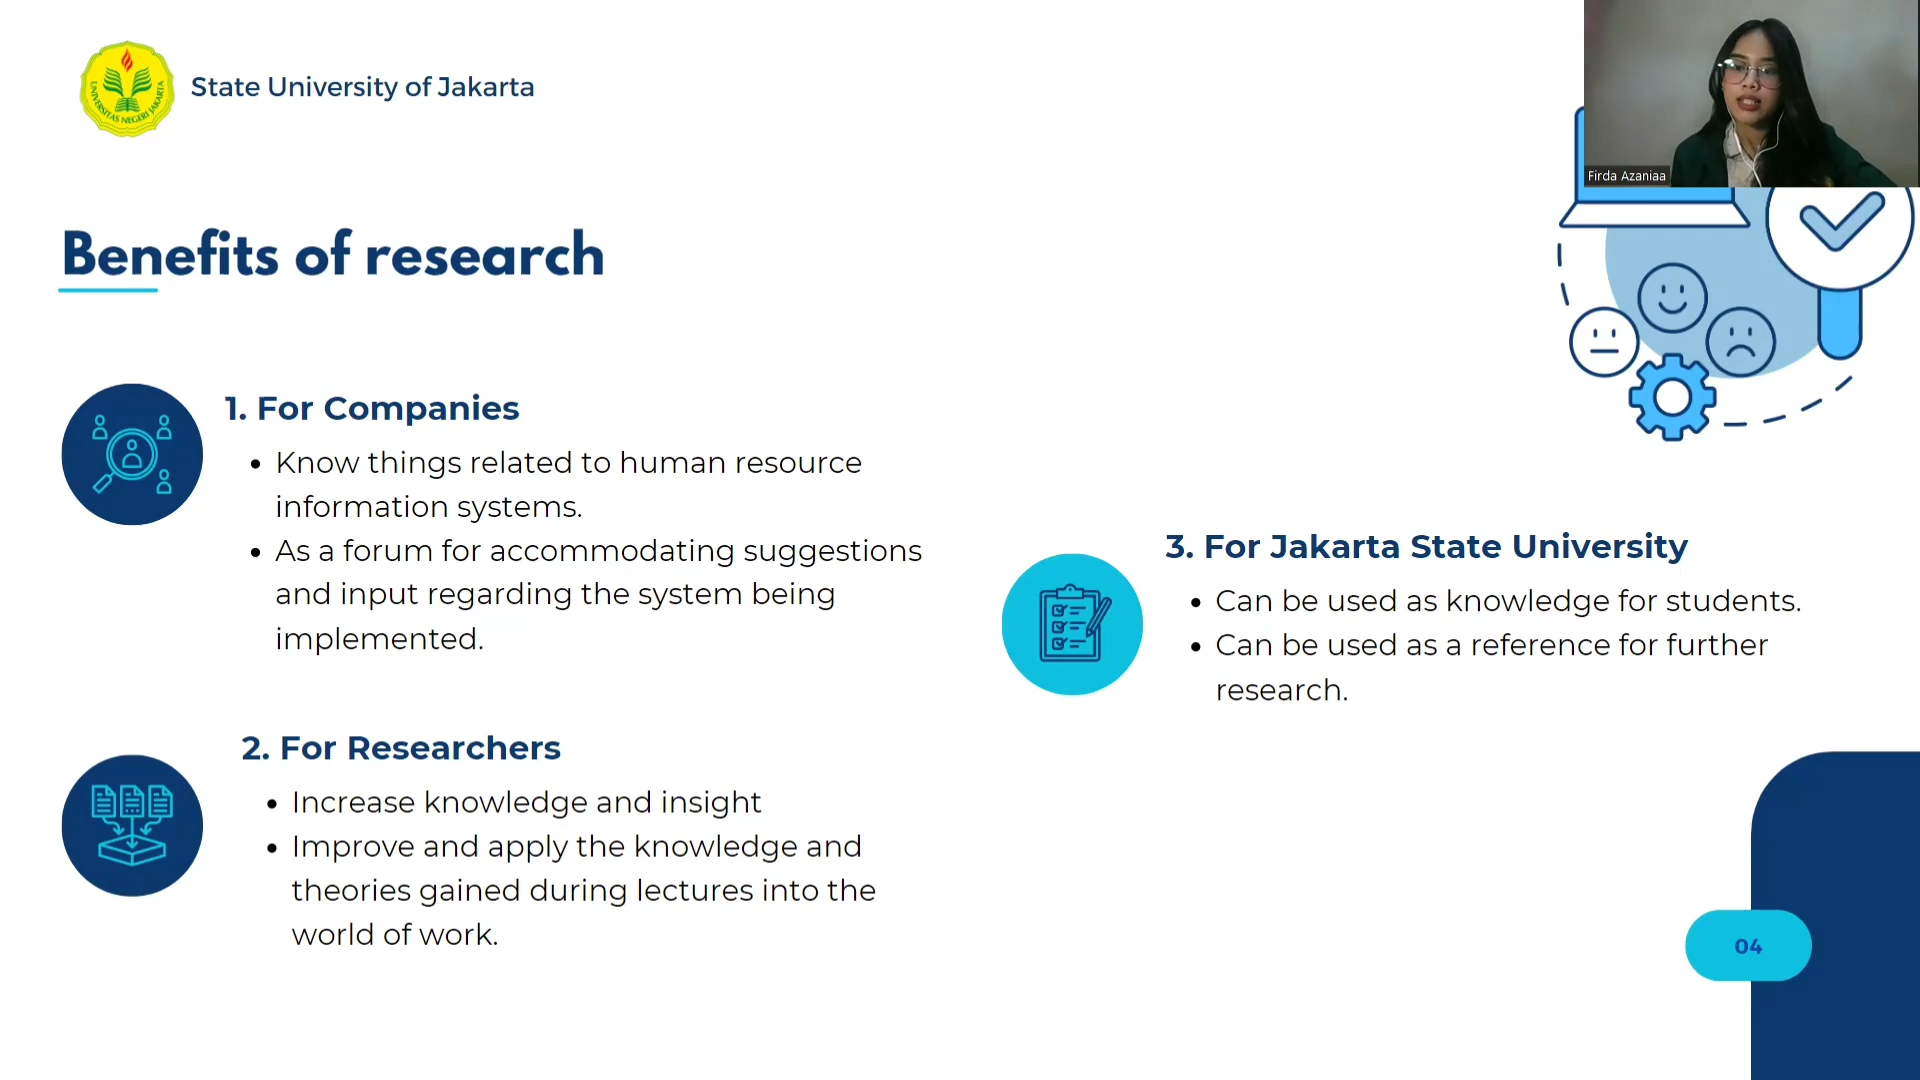 UNIVERSITAS NEGERI JAKARTA
State University of Jakarta
Firda Azaniaa
Benefits of research
1. For Companies
• Know things related to human resource
information systems.
• As a forum for accommodating suggestions
and input regarding the system being
implemented.
2. For Researchers
• Increase knowledge and insight
• Improve and apply the knowledge and
theories gained during lectures into the
world of work.
3. For Jakarta State University
• Can be used as knowledge for students.
• Can be used as a reference for further
research.
04